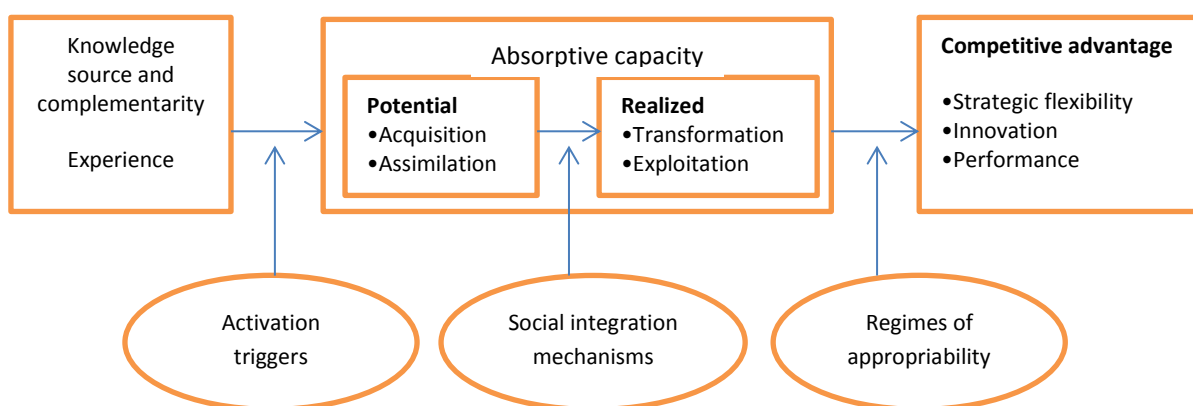 Knowledge
source and
complementarity
Experience
Absorptive capacity
Potential
•Acquisition
•Assimilation
Realized
•Transformation
•Exploitation
Competitive advantage
•Strategic flexibility
•Innovation
•Performance
Activation
triggers
Social integration
mechanisms
Regimes of
appropriability